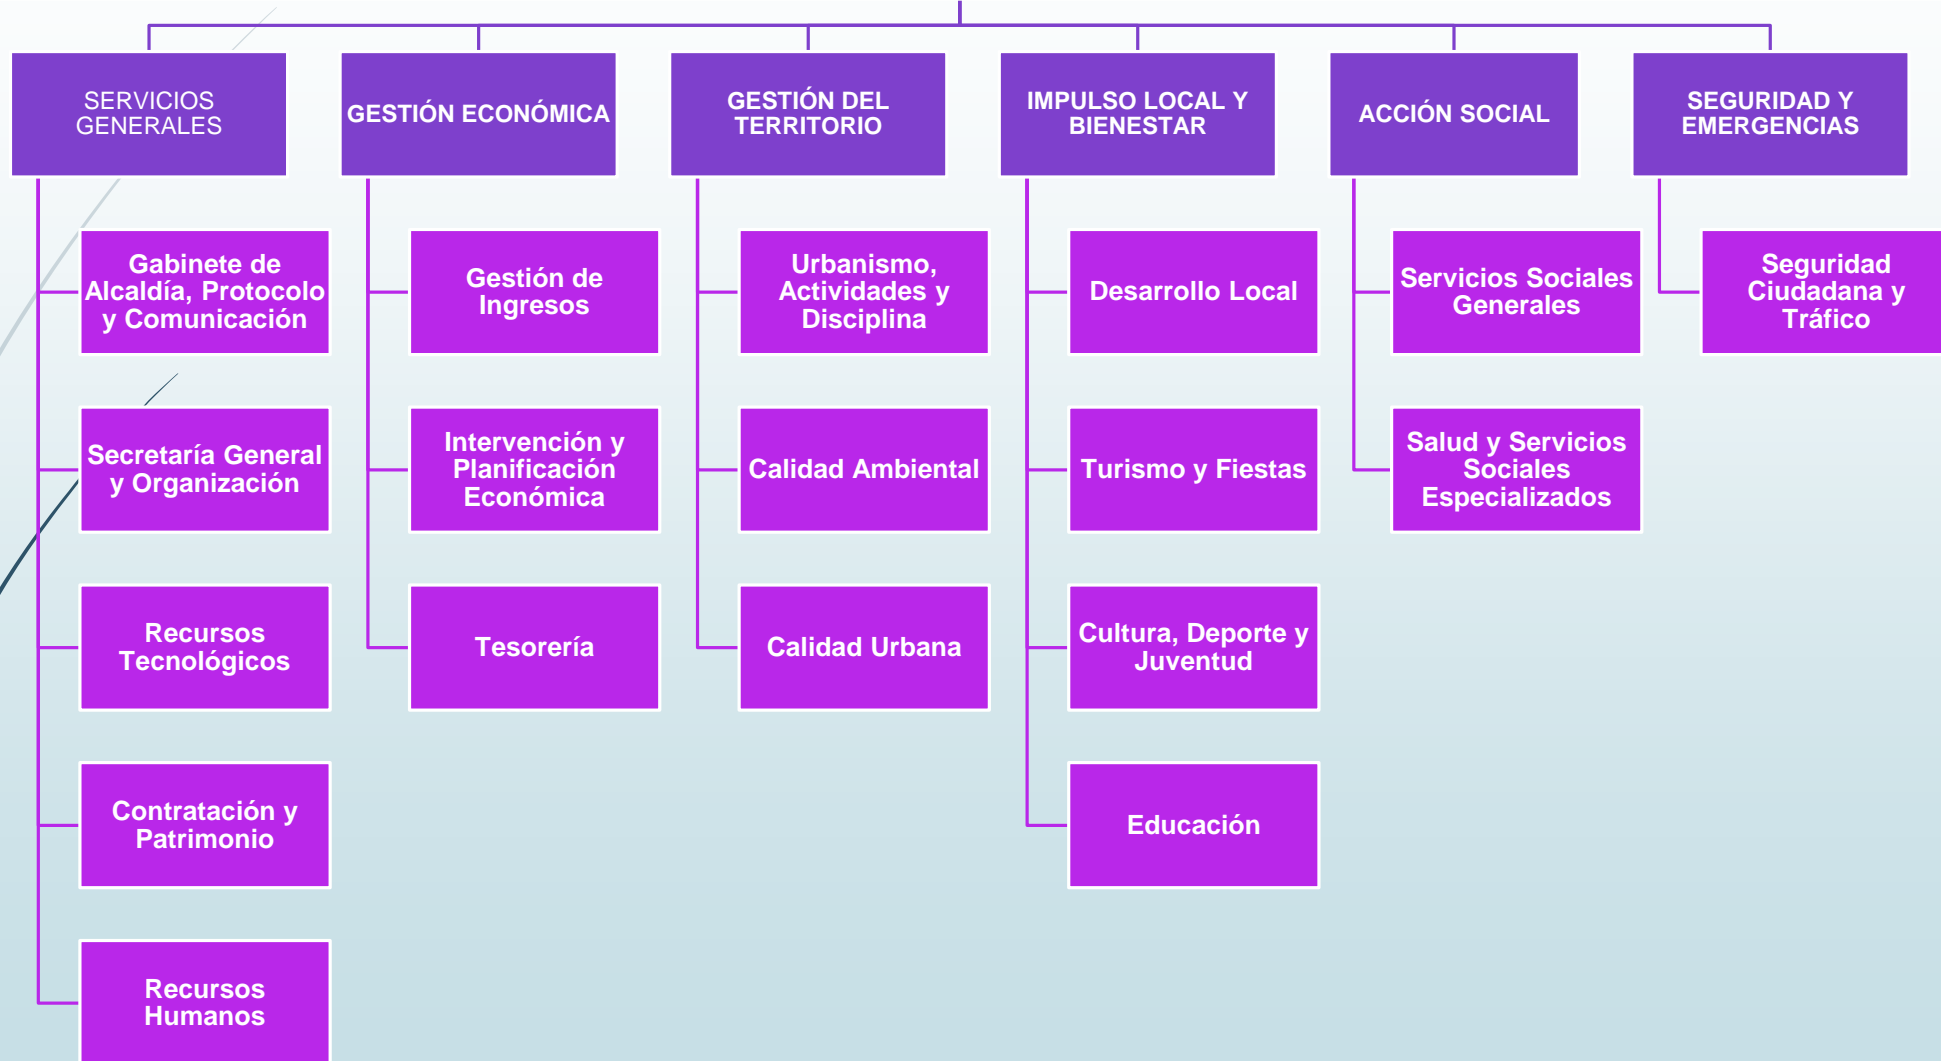 SERVICIOS
GENERALES
GESTIÓN ECONÓMICA
GESTIÓN DEL
TERRITORIO
IMPULSO LOCAL Y
BIENESTAR
ACCIÓN SOCIAL
SEGURIDAD Y
EMERGENCIAS
Gabinete de
Alcaldía, Protocolo
y Comunicación
Secretaría General
y Organización
Recursos
Tecnológicos
Contratación y
Patrimonio
Recursos
Humanos
Gestión de
Ingresos
Intervención y
Planificación
Económica
Tesorería
Urbanismo,
Actividades y
Disciplina
Calidad Ambiental
Calidad Urbana
Desarrollo Local
Turismo y Fiestas
Cultura, Deporte y
Juventud
Educación
Servicios Sociales
Generales
Salud y Servicios
Sociales
Especializados
Seguridad
Ciudadana y
Tráfico